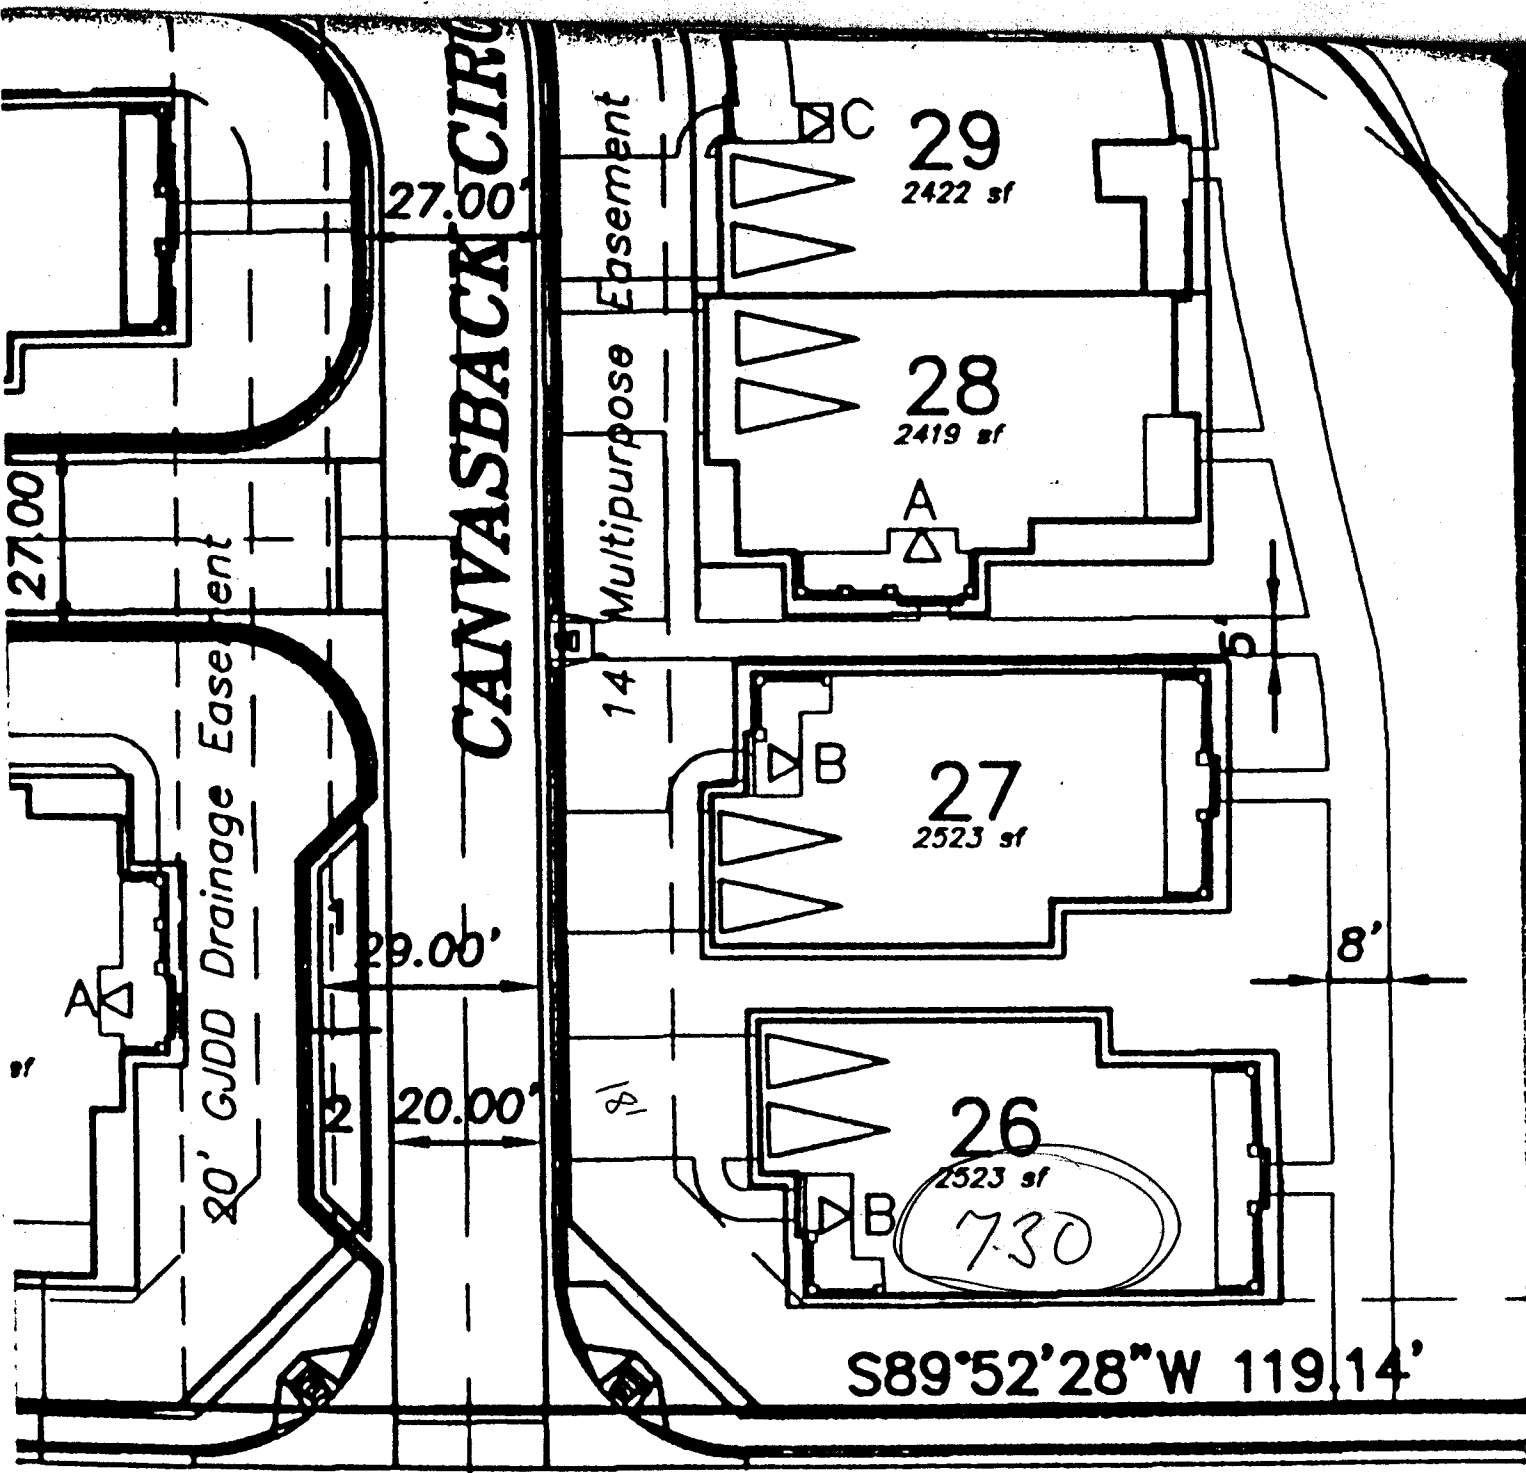 CANVASBACK CIRC
27.00'
27.00
14' Multipurpose Easement
20' GJDD Drainage Easement
C
29
2422 sf
28
2419 sf
A
5'
B
27
2523 sf
8'
1
29.00'
2
20.00'
A
sf
18'
26
2523 sf
B
730
S89°52'28"W 119.14'